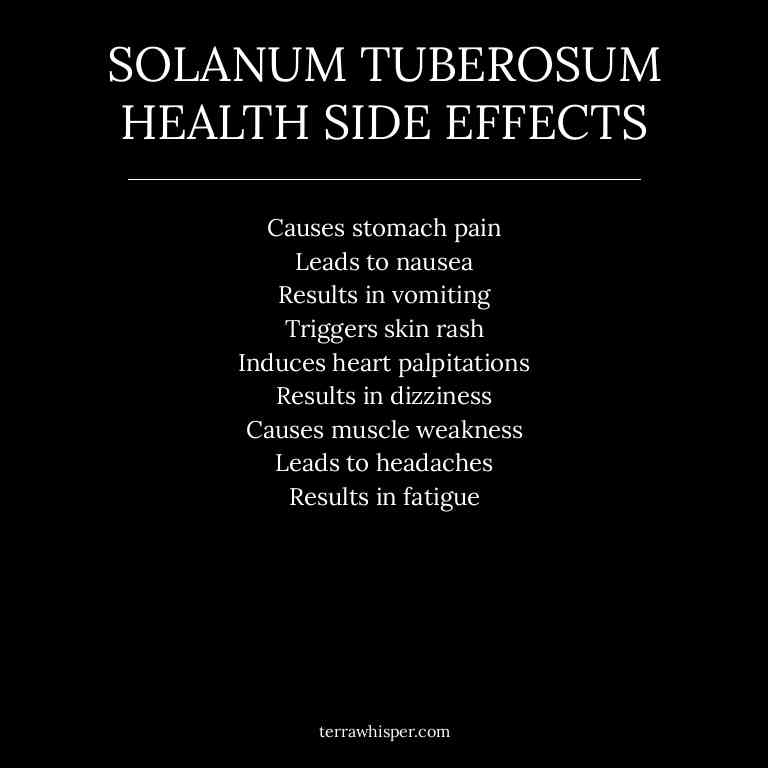 SOLANUM TUBEROSUM
HEALTH SIDE EFFECTS
Causes stomach pain
Leads to nausea
Results in vomiting
Triggers skin rash
Induces heart palpitations
Results in dizziness
Causes muscle weakness
Leads to headaches
Results in fatigue
terrawhisper.com